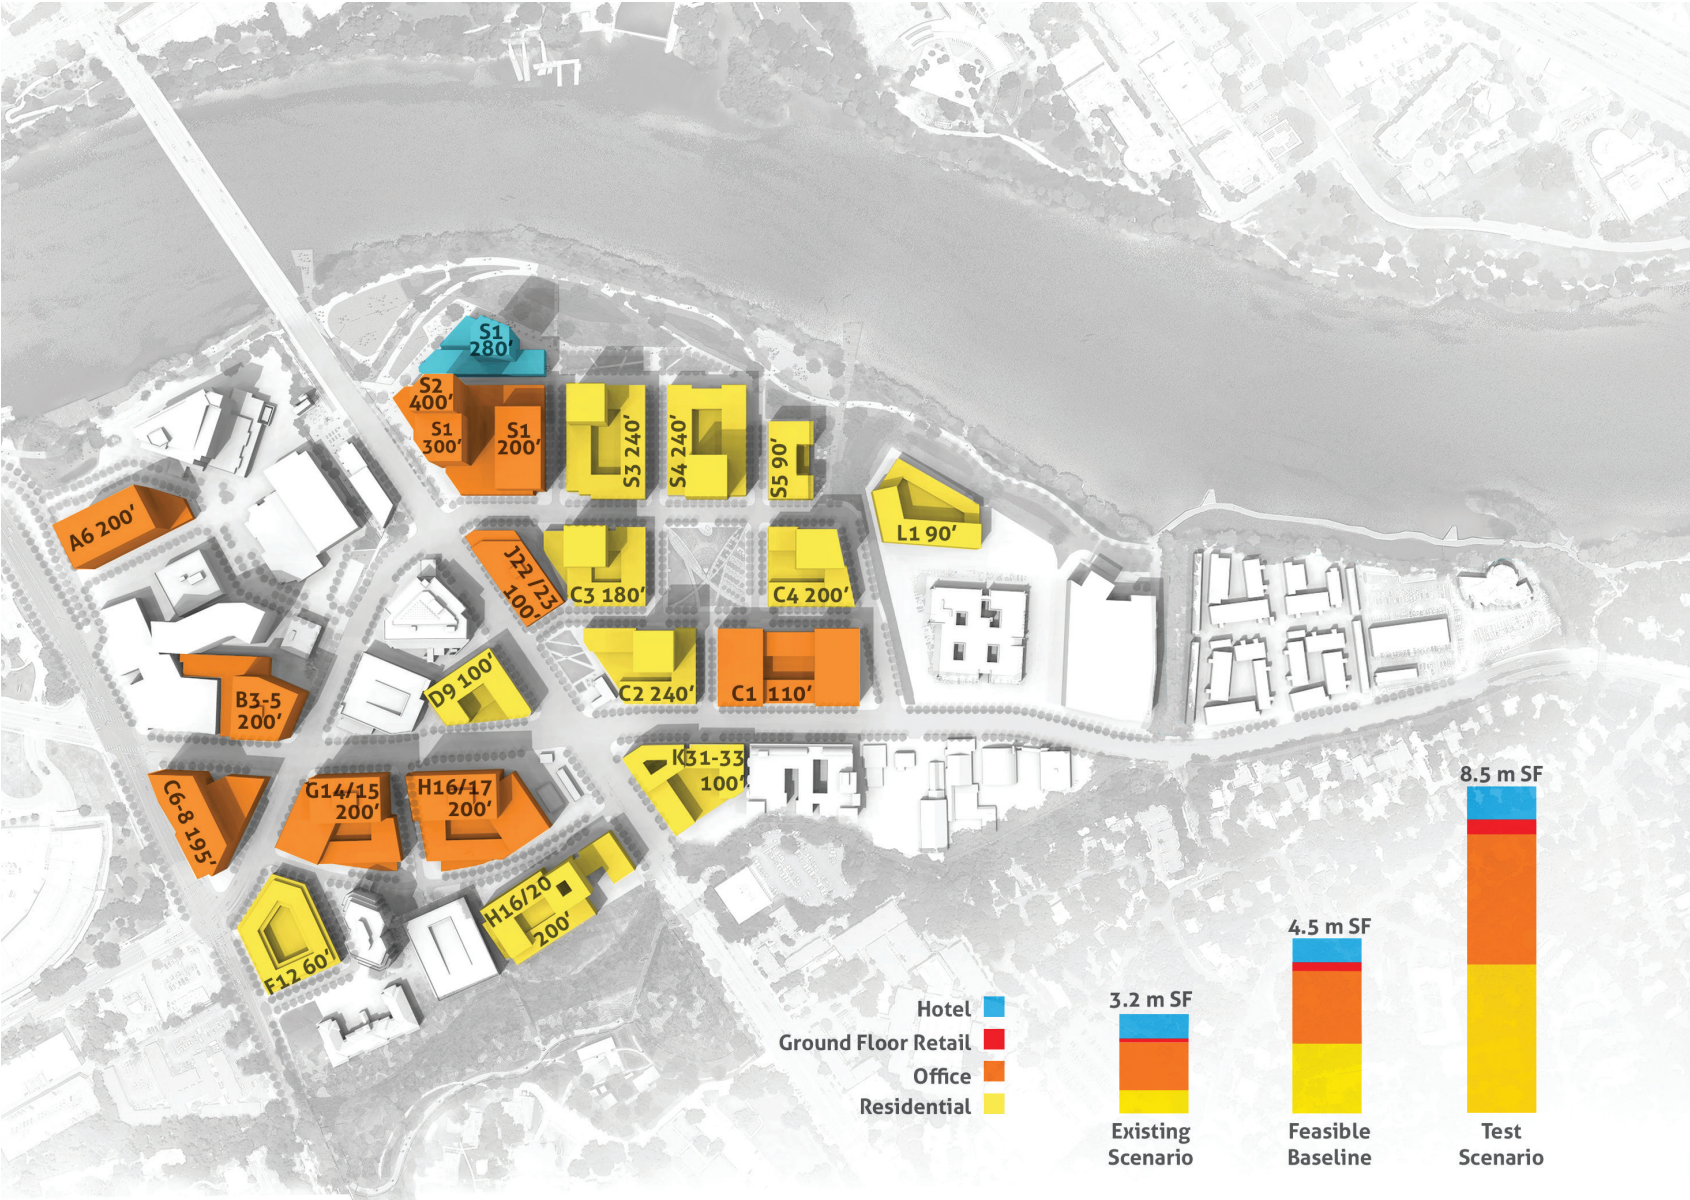 S1
280'
S2
400'
S1
300'
S1
200'
S3 240'
S4 240'
S5 90'
A6 200'
L1 90'
J22 /23
100'
C3 180'
C4 200'
D9 100'
C2 240'
C1 110'
B3-5
200'
K31-33
100'
C6-8 195'
G14/15
200'
H16/17
200'
H16/20
200'
F12 60'
8.5 m SF
4.5 m SF
3.2 m SF
Hotel
Ground Floor Retail
Office
Residential
Existing
Scenario
Feasible
Baseline
Test
Scenario